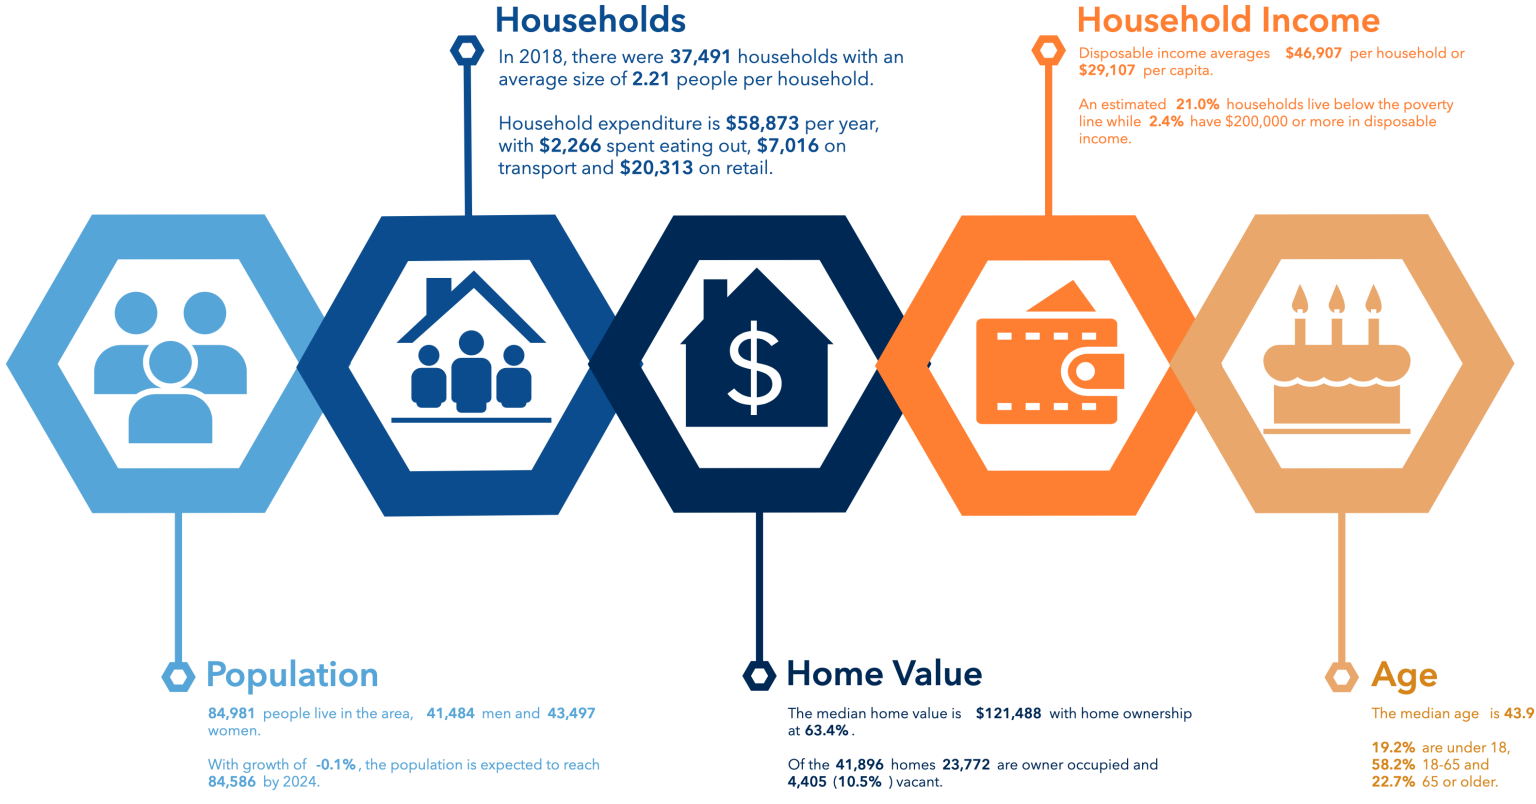 Households
In 2018, there were 37,491 households with an
average size of 2.21 people per household.
Household expenditure is $58,873 per year,
with $2,266 spent eating out, $7,016 on
transport and $20,313 on retail.
Household Income
Disposable income averages $46,907 per household or
$29,107 per capita.
An estimated 21.0% households live below the poverty
line while 2.4% have $200,000 or more in disposable
income.
$
Population
84,981 people live in the area, 41,484 men and 43,497
women.
With growth of -0.1%, the population is expected to reach
84,586 by 2024.
Home Value
The median home value is $121,488 with home ownership
at 63.4%.
Of the 41,896 homes 23,772 are owner occupied and
4,405 (10.5% ) vacant.
Age
The median age is 43.9
19.2% are under 18,
58.2% 18-65 and
22.7% 65 or older.